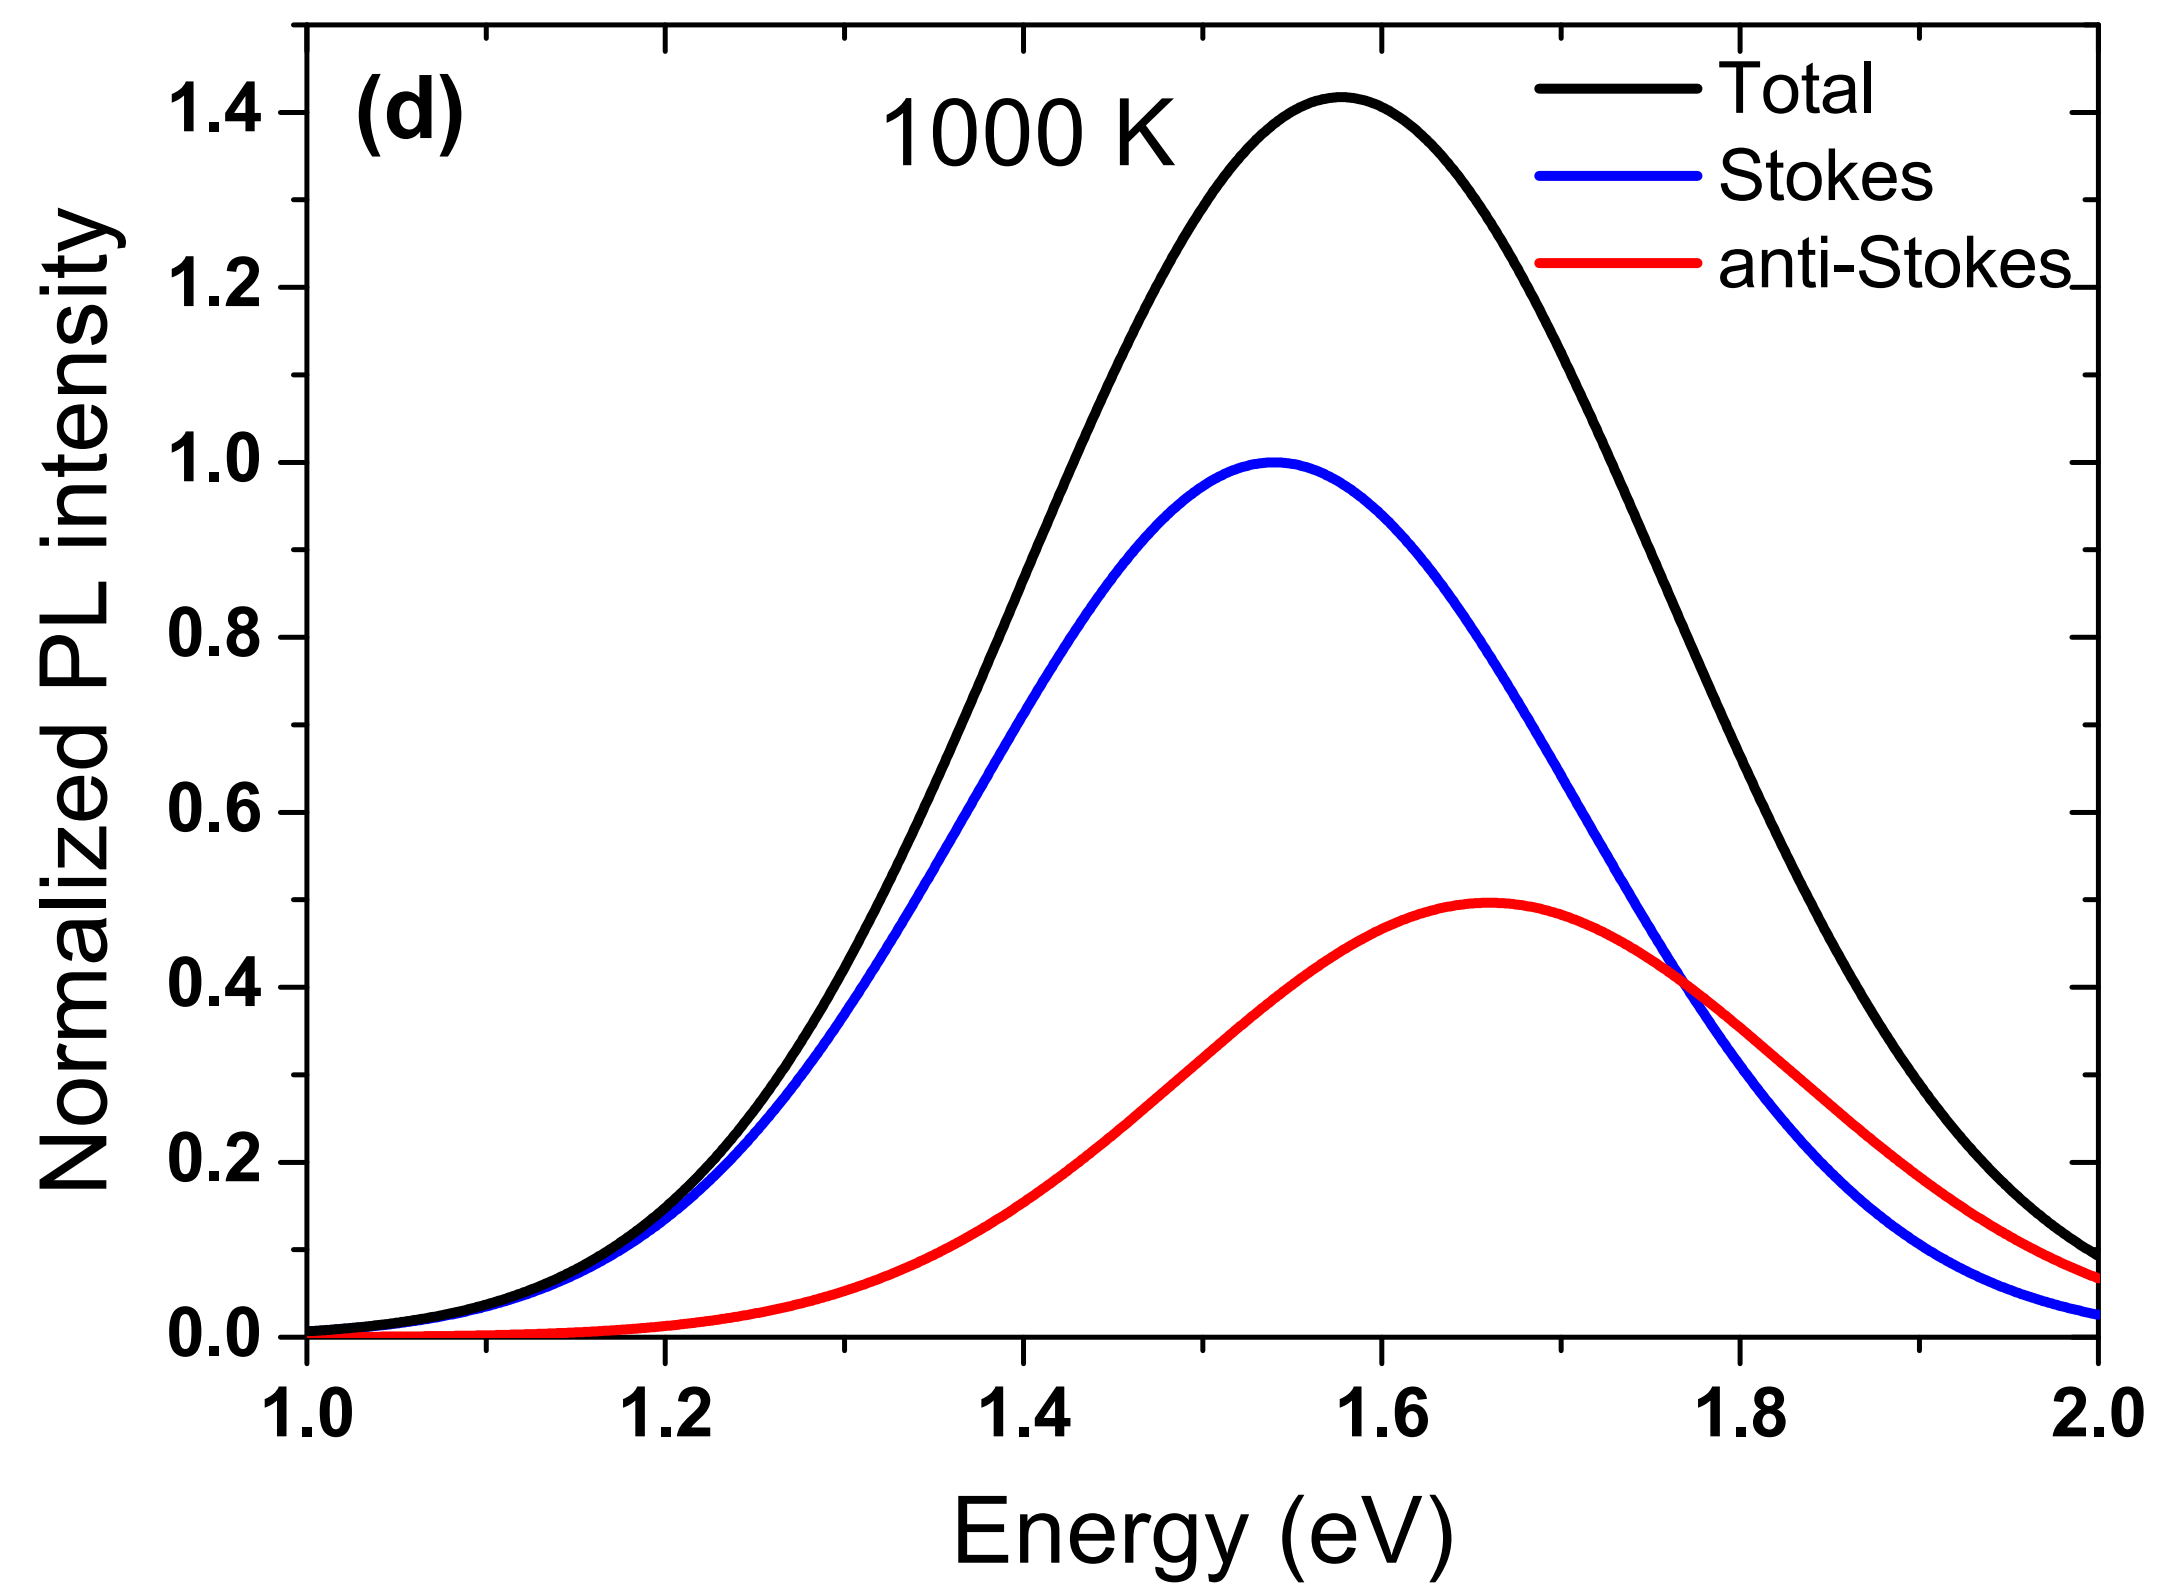 (d)
1000 K
Total
Stokes
anti-Stokes
Normalized PL intensity
1.4
1.2
1.0
0.8
0.6
0.4
0.2
0.0
1.0 1.2 1.4 1.6 1.8 2.0
Energy (eV)